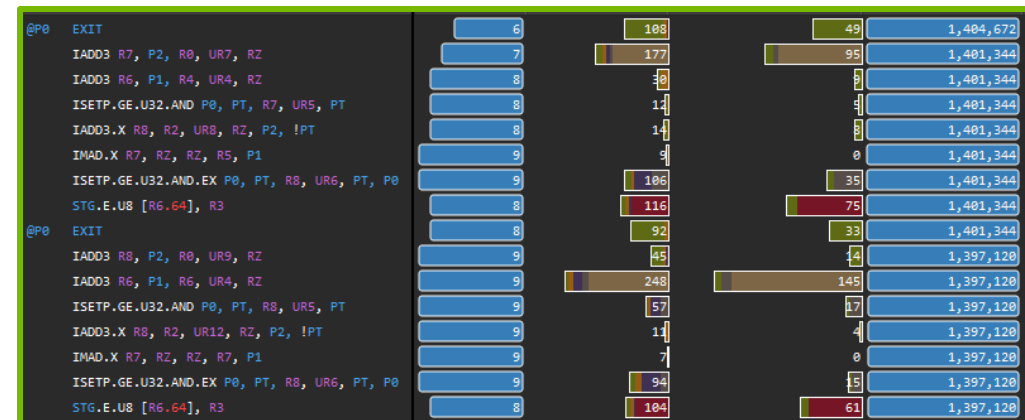 @P0 EXIT 6 108 49 1,404,672
IADD3 R7, P2, R0, UR7, RZ 7 177 95 1,401,344
IADD3 R6, P1, R4, UR4, RZ 8 30 9 1,401,344
ISETP.GE.U32.AND P0, PT, R7, UR5, PT 8 12 5 1,401,344
IADD3.X R8, R2, UR8, RZ, P2, !PT 8 14 8 1,401,344
IMAD.X R7, RZ, RZ, R5, P1 9 9 0 1,401,344
ISETP.GE.U32.AND.EX P0, PT, R8, UR6, PT, P0 9 106 35 1,401,344
STG.E.U8 [R6.64], R3 8 116 75 1,401,344
@P0 EXIT 8 92 33 1,401,344
IADD3 R8, P2, R0, UR9, RZ 9 45 14 1,397,120
IADD3 R6, P1, R6, UR4, RZ 9 248 145 1,397,120
ISETP.GE.U32.AND P0, PT, R8, UR5, PT 9 57 17 1,397,120
IADD3.X R8, R2, UR12, RZ, P2, !PT 9 11 4 1,397,120
IMAD.X R7, RZ, RZ, R7, P1 9 7 0 1,397,120
ISETP.GE.U32.AND.EX P0, PT, R8, UR6, PT, P0 9 94 15 1,397,120
STG.E.U8 [R6.64], R3 8 104 61 1,397,120